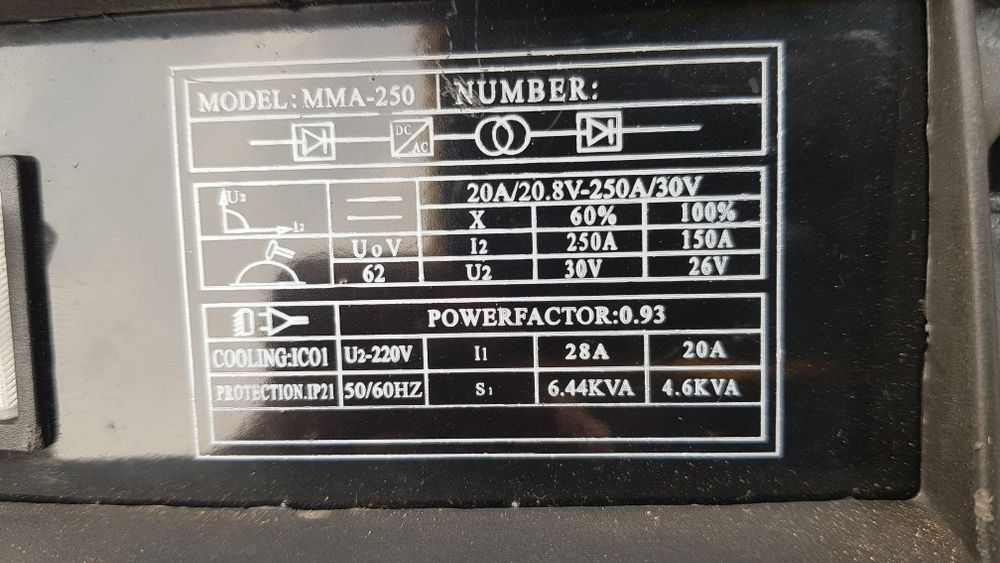 MODEL: MMA-250 NUMBER:
DC
AC
U2
I2
20A/20.8V-250A/30V
X 60% 100%
UoV I2 250A 150A
62 U2 30V 26V
POWERFACTOR:0.93
COOLING:IC01 U2-220V I1 28A 20A
PROTECTION.IP21 50/60HZ S1 6.44KVA 4.6KVA